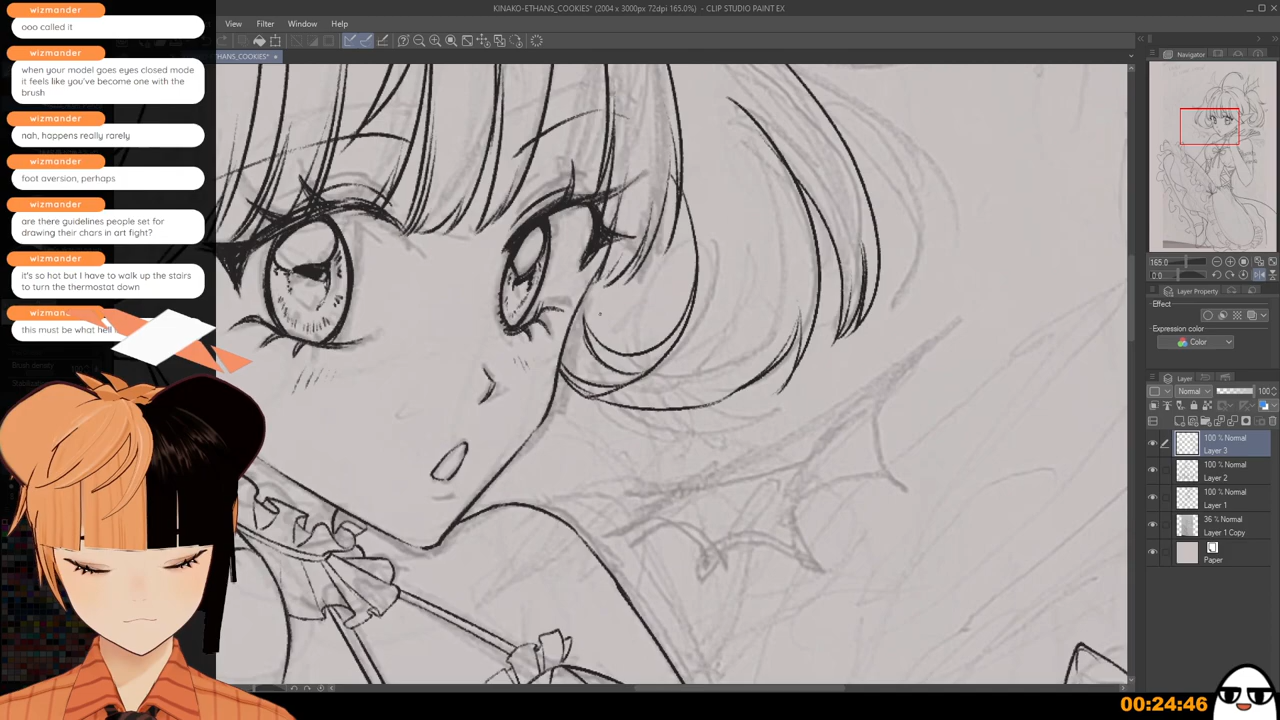 wizmander
ooo called it
wizmander
when your model goes eyes closed mode
it feels like you've become one with the
brush
wizmander
nah, happens really rarely
wizmander
foot aversion, perhaps
wizmander
are there guidelines people set for
drawing their chars in art fight?
wizmander
it's so hot but I have to walk up the stairs
to turn the thermostat down
this must be what hell
Brush density
KINAKO-ETHANS_COOKIES* (2004 x 3000px 72dpi 165.0%) - CLIP STUDIO PAINT EX
View Filter Window Help
THANS_COOKIES*
Navigator
165.0
0.0
Layer Property
Effect
Expression color
Color
Layer
Normal 100
100 % Normal
Layer 3
100 % Normal
Layer 2
100 % Normal
Layer 1
36 % Normal
Layer 1 Copy
Paper
00:24:46